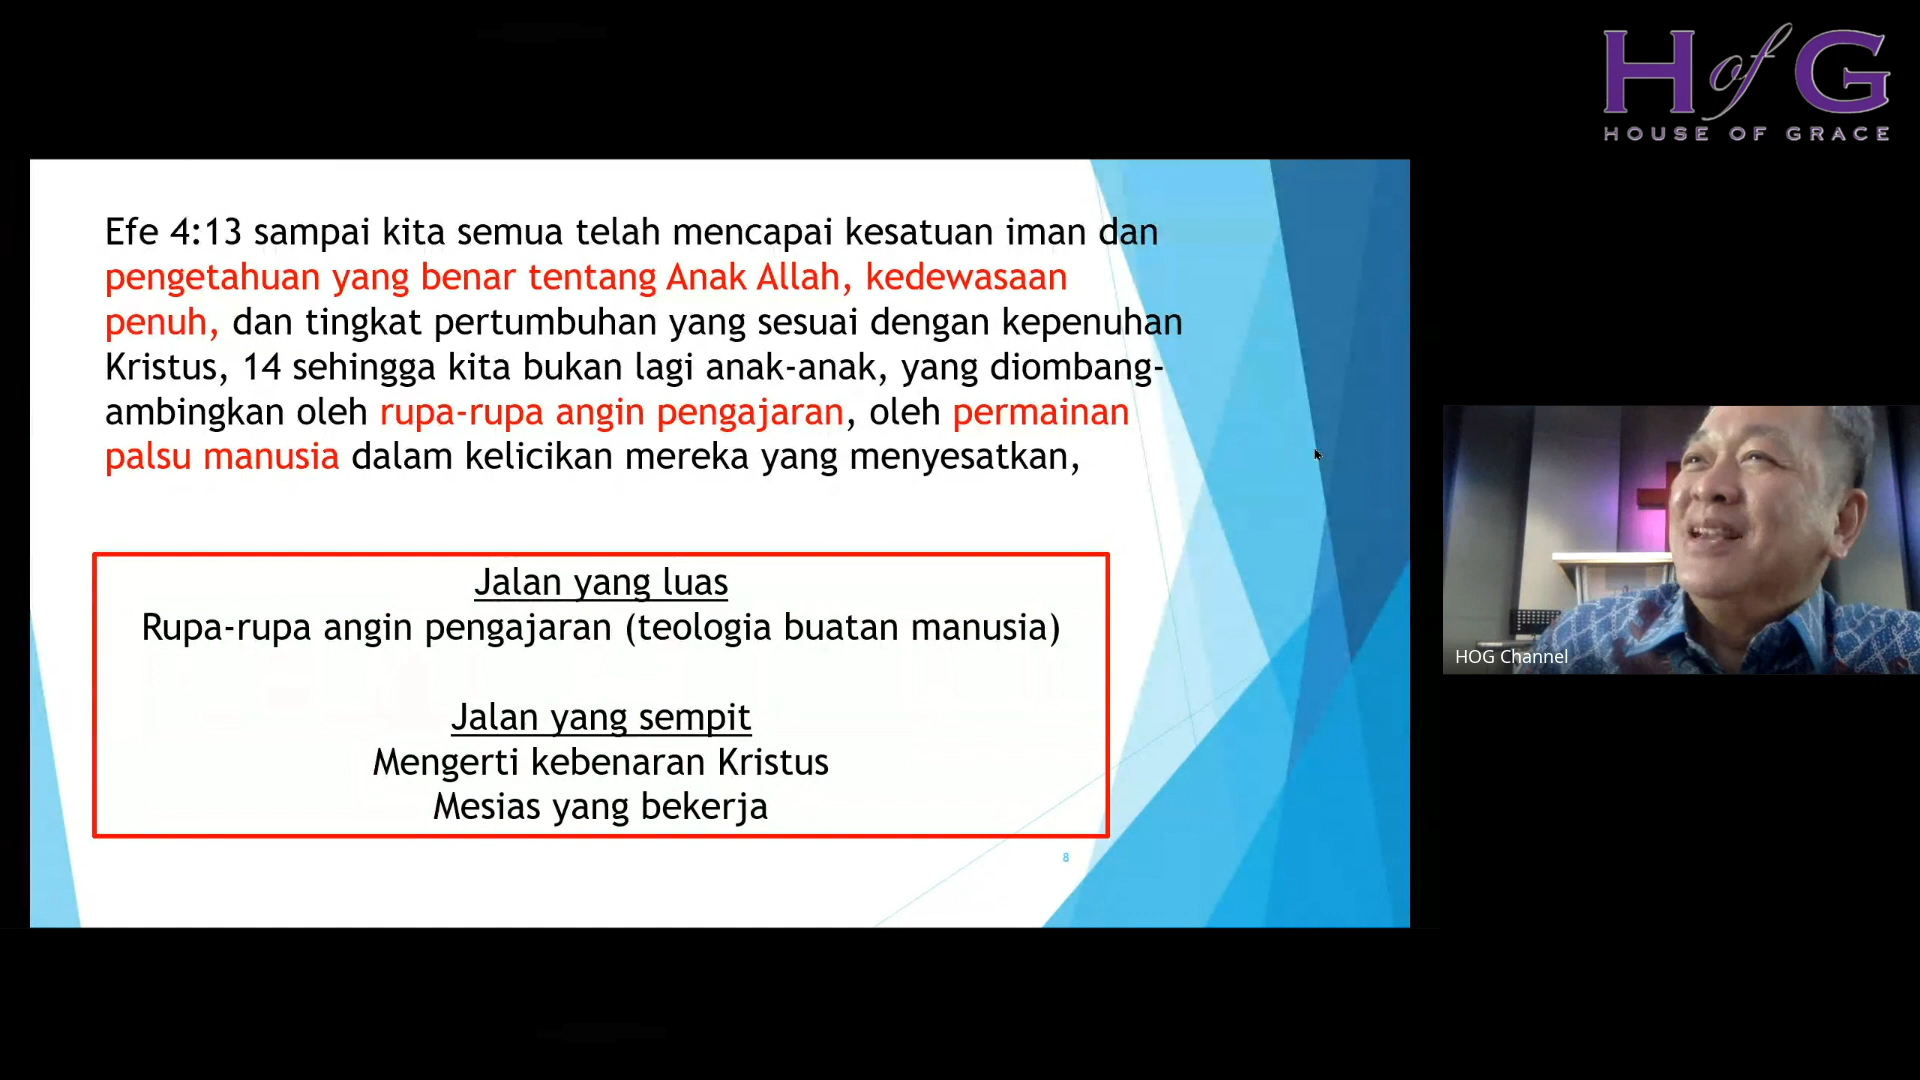 H of G
HOUSE OF GRACE
Efe 4:13 sampai kita semua telah mencapai kesatuan iman dan
pengetahuan yang benar tentang Anak Allah, kedewasaan
penuh, dan tingkat pertumbuhan yang sesuai dengan kepenuhan
Kristus, 14 sehingga kita bukan lagi anak-anak, yang diombang-
ambingkan oleh rupa-rupa angin pengajaran, oleh permainan
palsu manusia dalam kelicikan mereka yang menyesatkan,
Jalan yang luas
Rupa-rupa angin pengajaran (teologia buatan manusia)
Jalan yang sempit
Mengerti kebenaran Kristus
Mesias yang bekerja
8
HOG Channel